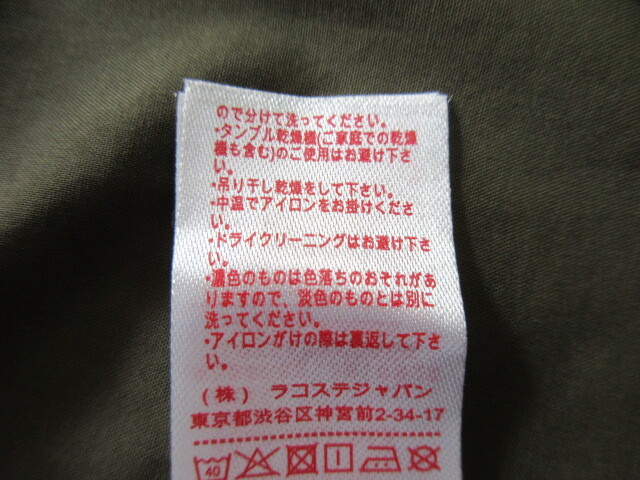 ので分けて洗ってください。
・タンブル乾燥機(ご家庭での乾燥
機も含む)のご使用はお避け下さ
い。
・吊り干し乾燥をして下さい。
・中温でアイロンをお掛けくださ
い。
・ドライクリーニングはお避け下さ
い。
・濃色のものは色落ちのおそれがあ
りますので、淡色のものとは別に
洗ってください。
・アイロンがけの際は裏返して下さ
い。
(株) ラコステジャパン
東京都渋谷区神宮前2-34-17
40